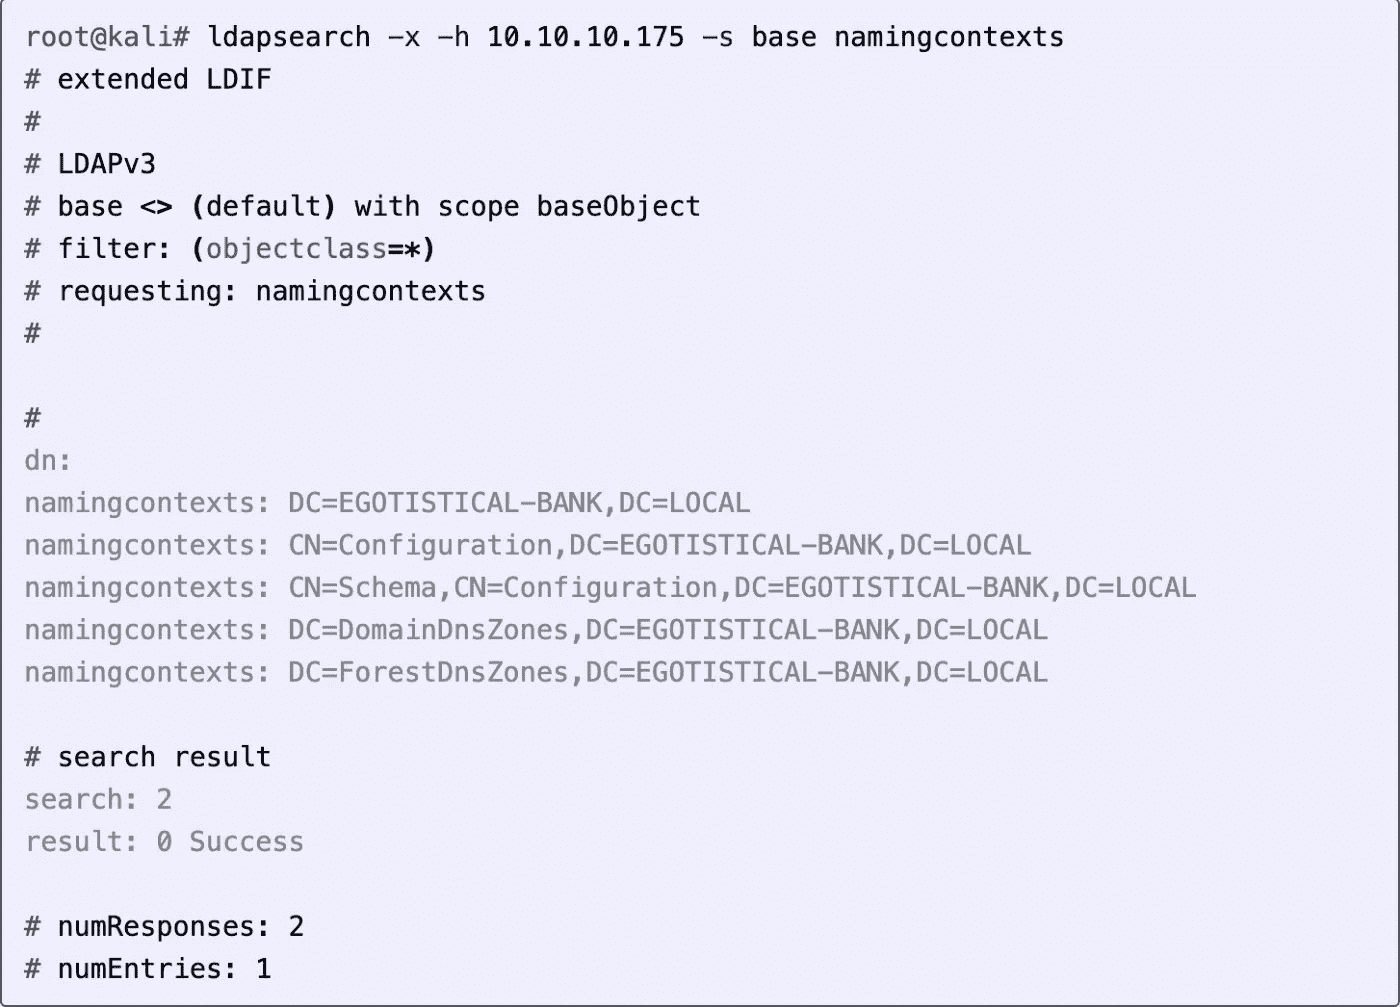 root@kali# ldapsearch -x -h 10.10.10.175 -s base namingcontexts
# extended LDIF
#
# LDAPv3
# base <> (default) with scope baseObject
# filter: (objectclass=*)
# requesting: namingcontexts
#
#
dn:
namingcontexts: DC=EGOTISTICAL-BANK,DC=LOCAL
namingcontexts: CN=Configuration,DC=EGOTISTICAL-BANK,DC=LOCAL
namingcontexts: CN=Schema,CN=Configuration,DC=EGOTISTICAL-BANK,DC=LOCAL
namingcontexts: DC=DomainDnsZones,DC=EGOTISTICAL-BANK,DC=LOCAL
namingcontexts: DC=ForestDnsZones,DC=EGOTISTICAL-BANK,DC=LOCAL
# search result
search: 2
result: 0 Success
# numResponses: 2
# numEntries: 1